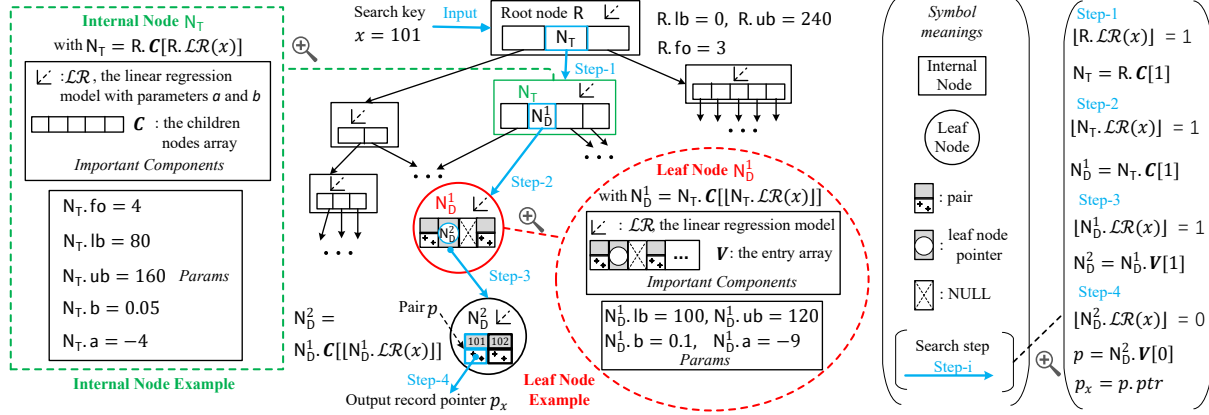 Internal Node N_T
with N_T = R. C[R. LR(x)]
: LR, the linear regression
model with parameters a and b
C : the children
nodes array
Important Components
N_T. fo = 4
N_T. lb = 80
N_T. ub = 160 Params
N_T. b = 0.05
N_T. a = −4
Internal Node Example
Search key
x = 101
Input
Root node R
N_T
R. lb = 0, R. ub = 240
R. fo = 3
Step-1
N_T
N_D^1
• • •
• • •
• • •
• • •
• • •
Step-2
N_D^1
N_D^2
Step-3
Pair p
N_D^2
101 102
N_D^2 =
N_D^1. C[⌊N_D^1. LR(x)⌋]
Step-4
Output record pointer p_x
Leaf Node N_D^1
with N_D^1 = N_T. C[⌊N_T. LR(x)⌋]
: LR, the linear regression model
...
V: the entry array
Important Components
N_D^1. lb = 100, N_D^1. ub = 120
N_D^1. b = 0.1, N_D^1. a = −9
Params
Leaf Node
Example
Symbol
meanings
Internal
Node
Leaf
Node
: pair
: leaf node
pointer
: NULL
Search step
Step-i
Step-1
⌊R. LR(x)⌋ = 1
N_T = R. C[1]
Step-2
⌊N_T. LR(x)⌋ = 1
N_D^1 = N_T. C[1]
Step-3
⌊N_D^1. LR(x)⌋ = 1
N_D^2 = N_D^1. V[1]
Step-4
⌊N_D^2. LR(x)⌋ = 0
p = N_D^2. V[0]
p_x = p. ptr